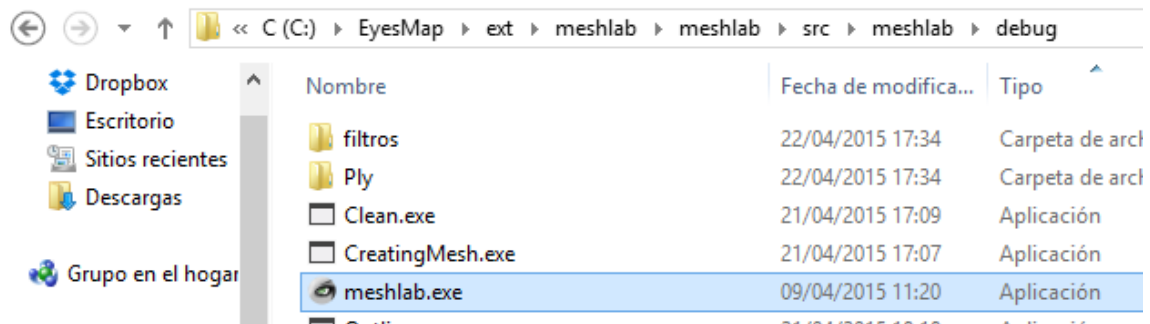 « C (C:) ▸ EyesMap ▸ ext ▸ meshlab ▸ meshlab ▸ src ▸ meshlab ▸ debug
Dropbox
Escritorio
Sitios recientes
Descargas
Grupo en el hogar
Nombre Fecha de modifica... Tipo
filtros 22/04/2015 17:34 Carpeta de arch
Ply 22/04/2015 17:34 Carpeta de arch
Clean.exe 21/04/2015 17:09 Aplicación
CreatingMesh.exe 21/04/2015 17:07 Aplicación
meshlab.exe 09/04/2015 11:20 Aplicación